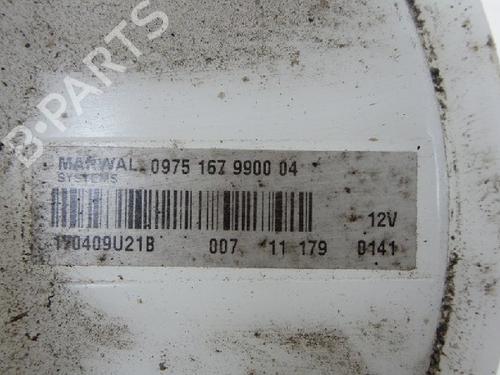 B-PARTS
MARWAL 0975 167 9900 04
SYSTEMS
12V
170409U21B 007 11 179 0141